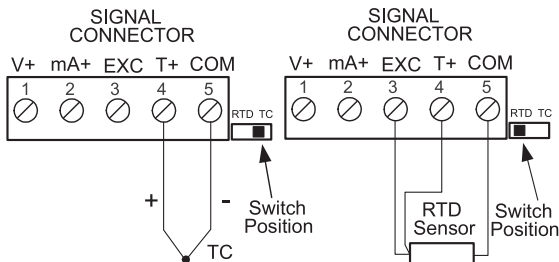 SIGNAL
CONNECTOR
V+ mA+ EXC T+ COM
1 2 3 4 5
RTD TC
+ -
Switch
Position
TC
SIGNAL
CONNECTOR
V+ mA+ EXC T+ COM
1 2 3 4 5
RTD TC
RTD
Sensor
Switch
Position